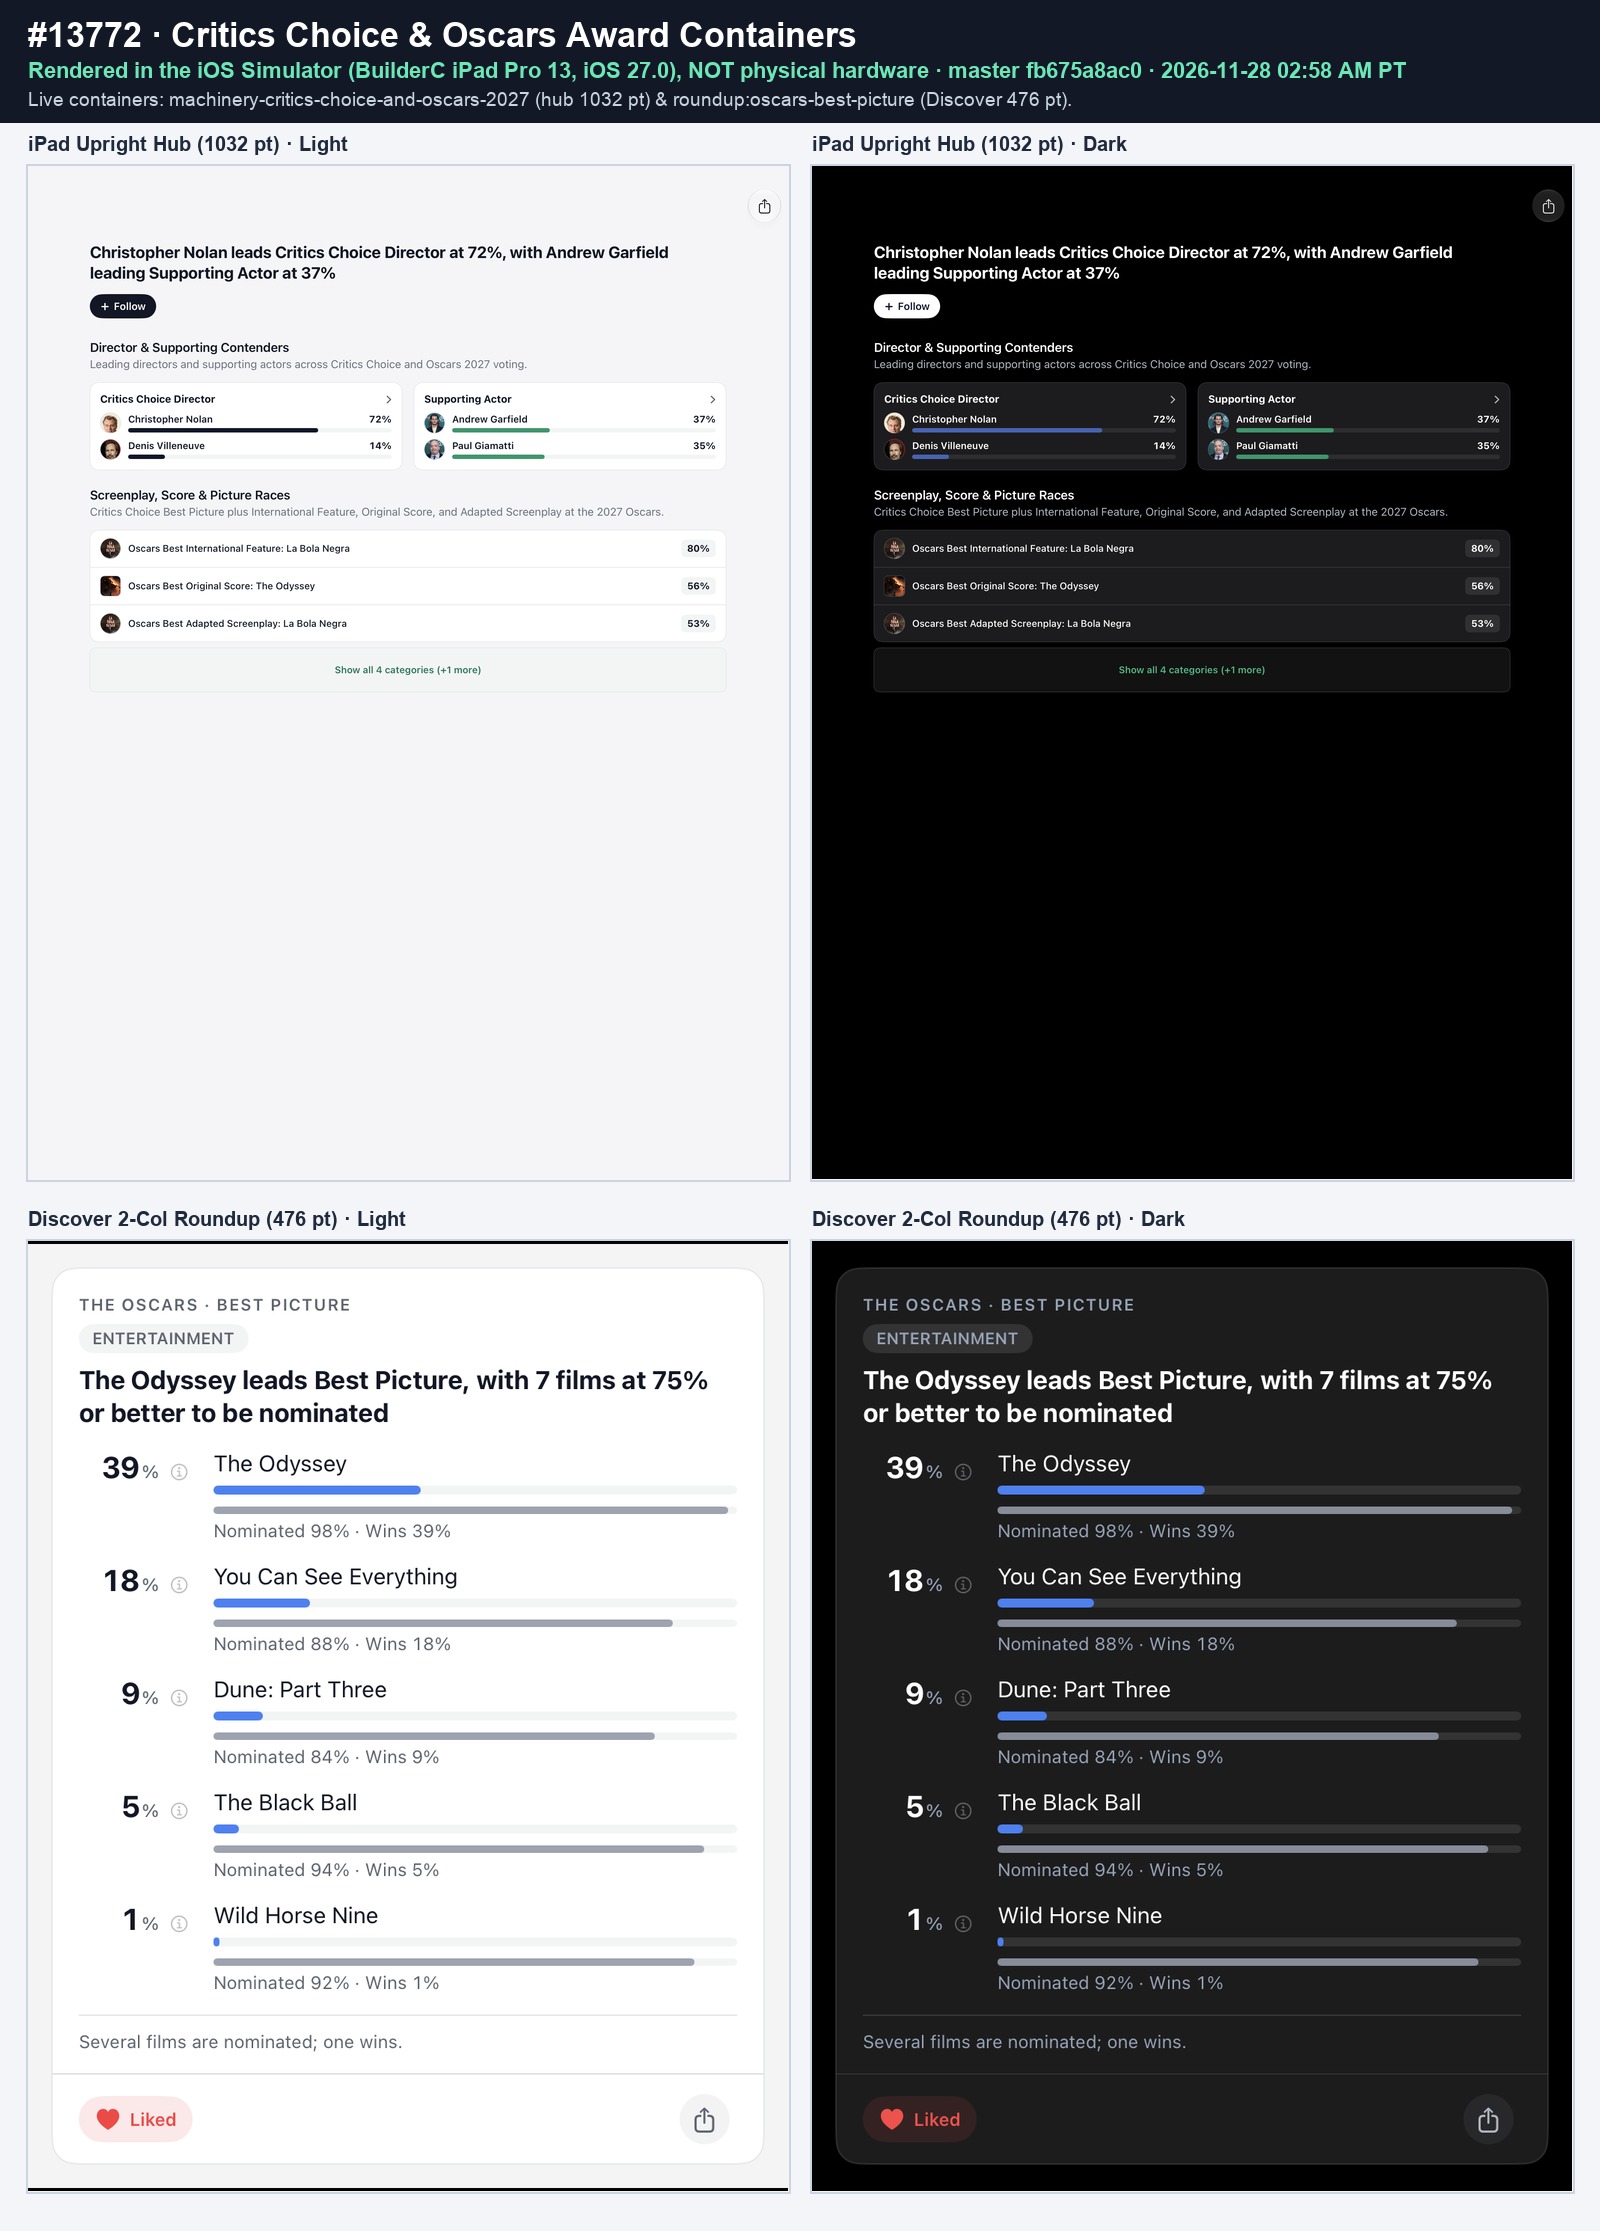 #13772 · Critics Choice & Oscars Award Containers
Rendered in the iOS Simulator (BuilderC iPad Pro 13, iOS 27.0), NOT physical hardware · master fb675a8ac0 · 2026-11-28 02:58 AM PT
Live containers: machinery-critics-choice-and-oscars-2027 (hub 1032 pt) & roundup:oscars-best-picture (Discover 476 pt).
iPad Upright Hub (1032 pt) · Light
Christopher Nolan leads Critics Choice Director at 72%, with Andrew Garfield
leading Supporting Actor at 37%
+ Follow
Director & Supporting Contenders
Leading directors and supporting actors across Critics Choice and Oscars 2027 voting.
Critics Choice Director
Christopher Nolan 72%
Denis Villeneuve 14%
Supporting Actor
Andrew Garfield 37%
Paul Giamatti 35%
Screenplay, Score & Picture Races
Critics Choice Best Picture plus International Feature, Original Score, and Adapted Screenplay at the 2027 Oscars.
Oscars Best International Feature: La Bola Negra 80%
Oscars Best Original Score: The Odyssey 56%
Oscars Best Adapted Screenplay: La Bola Negra 53%
Show all 4 categories (+1 more)
iPad Upright Hub (1032 pt) · Dark
Christopher Nolan leads Critics Choice Director at 72%, with Andrew Garfield
leading Supporting Actor at 37%
+ Follow
Director & Supporting Contenders
Leading directors and supporting actors across Critics Choice and Oscars 2027 voting.
Critics Choice Director
Christopher Nolan 72%
Denis Villeneuve 14%
Supporting Actor
Andrew Garfield 37%
Paul Giamatti 35%
Screenplay, Score & Picture Races
Critics Choice Best Picture plus International Feature, Original Score, and Adapted Screenplay at the 2027 Oscars.
Oscars Best International Feature: La Bola Negra 80%
Oscars Best Original Score: The Odyssey 56%
Oscars Best Adapted Screenplay: La Bola Negra 53%
Show all 4 categories (+1 more)
Discover 2-Col Roundup (476 pt) · Light
THE OSCARS · BEST PICTURE
ENTERTAINMENT
The Odyssey leads Best Picture, with 7 films at 75%
or better to be nominated
39% The Odyssey
Nominated 98% · Wins 39%
18% You Can See Everything
Nominated 88% · Wins 18%
9% Dune: Part Three
Nominated 84% · Wins 9%
5% The Black Ball
Nominated 94% · Wins 5%
1% Wild Horse Nine
Nominated 92% · Wins 1%
Several films are nominated; one wins.
Liked
Discover 2-Col Roundup (476 pt) · Dark
THE OSCARS · BEST PICTURE
ENTERTAINMENT
The Odyssey leads Best Picture, with 7 films at 75%
or better to be nominated
39% The Odyssey
Nominated 98% · Wins 39%
18% You Can See Everything
Nominated 88% · Wins 18%
9% Dune: Part Three
Nominated 84% · Wins 9%
5% The Black Ball
Nominated 94% · Wins 5%
1% Wild Horse Nine
Nominated 92% · Wins 1%
Several films are nominated; one wins.
Liked